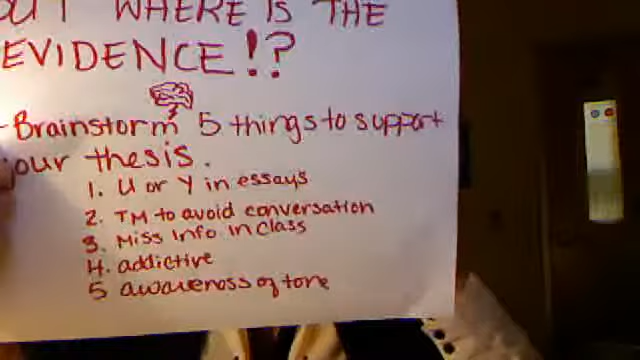 OUT WHERE IS THE
EVIDENCE!?
- Brainstorm 5 things to support
your thesis.
1. U or Y in essays
2. TM to avoid conversation
3. Miss info in class
4. addictive
5 awareness of tone